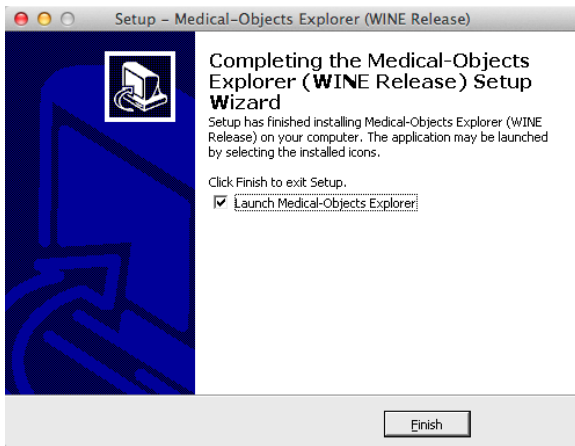 Setup – Medical-Objects Explorer (WINE Release)
Completing the Medical-Objects
Explorer (WINE Release) Setup
Wizard
Setup has finished installing Medical-Objects Explorer (WINE
Release) on your computer. The application may be launched
by selecting the installed icons.
Click Finish to exit Setup.
Launch Medical-Objects Explorer
Finish